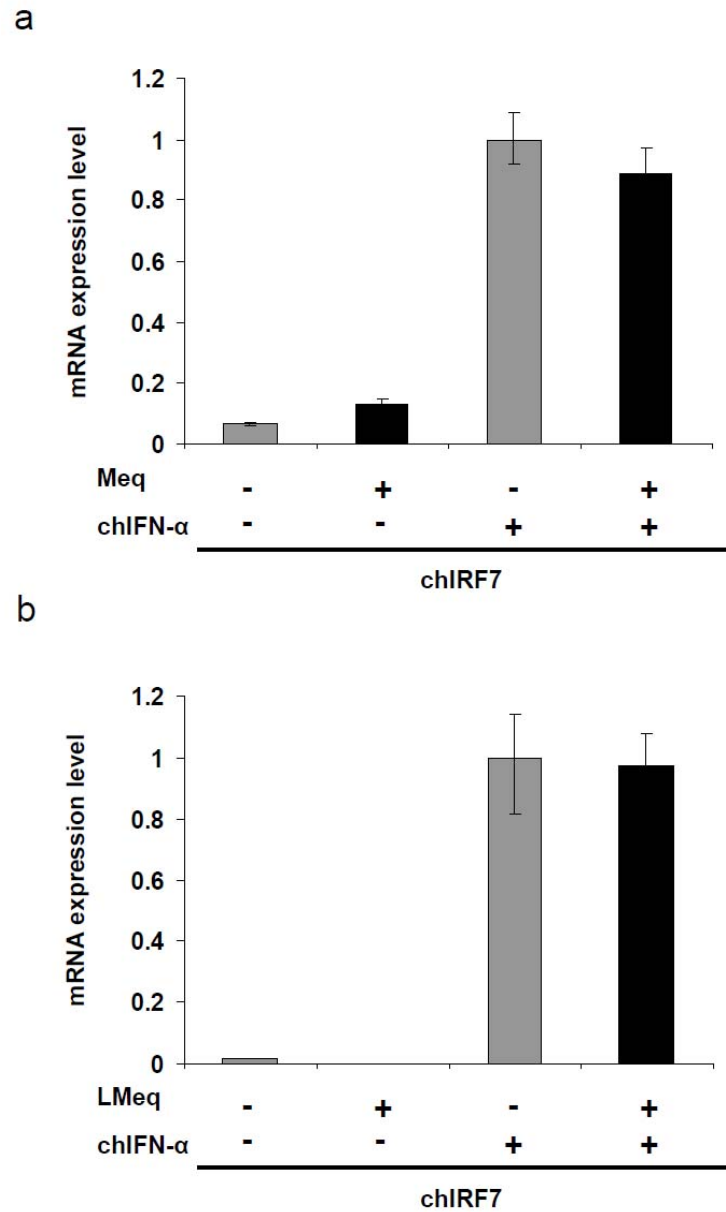 a
mRNA expression level
1.2
1
0.8
0.6
0.4
0.2
0
Meq - + - +
chIFN-α - - + +
chIRF7
b
mRNA expression level
1.2
1
0.8
0.6
0.4
0.2
0
LMeq - + - +
chIFN-α - - + +
chIRF7